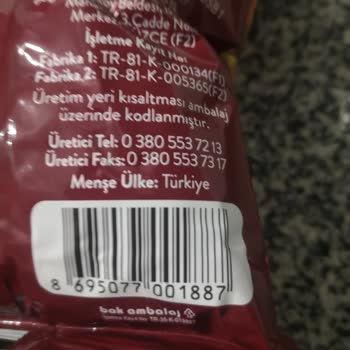 Merkez 3.Cadde No
ZCE (F2)
İşletme Kayıt No:
Fabrika 1: TR-81-K-000134(F1)
Fabrika 2: TR-81-K-005365(F2)
Üretim yeri kısaltması ambalaj
üzerinde kodlanmıştır.
Üretici Tel: 0 380 553 72 13
Üretici Faks: 0 380 553 73 17
Menşe Ülke: Türkiye
8 695077 001887
bak ambalaj